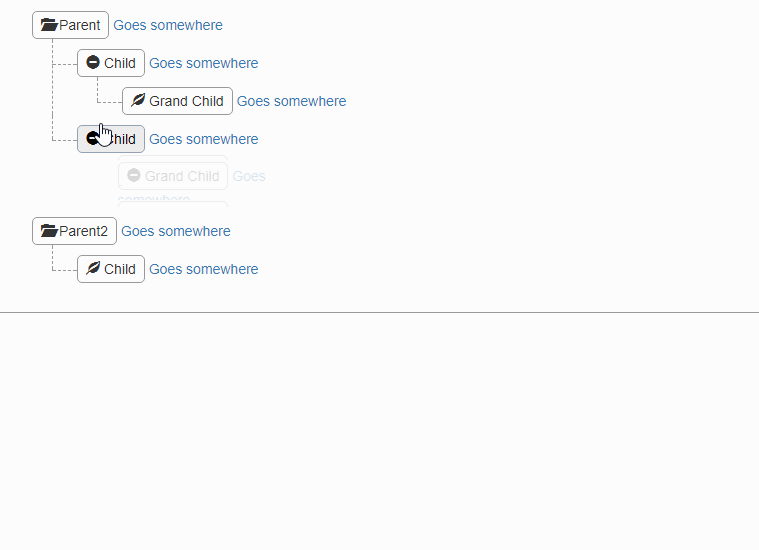 Parent Goes somewhere
Child Goes somewhere
Grand Child Goes somewhere
Child Goes somewhere
Grand Child Goes
somewhere
Parent2 Goes somewhere
Child Goes somewhere